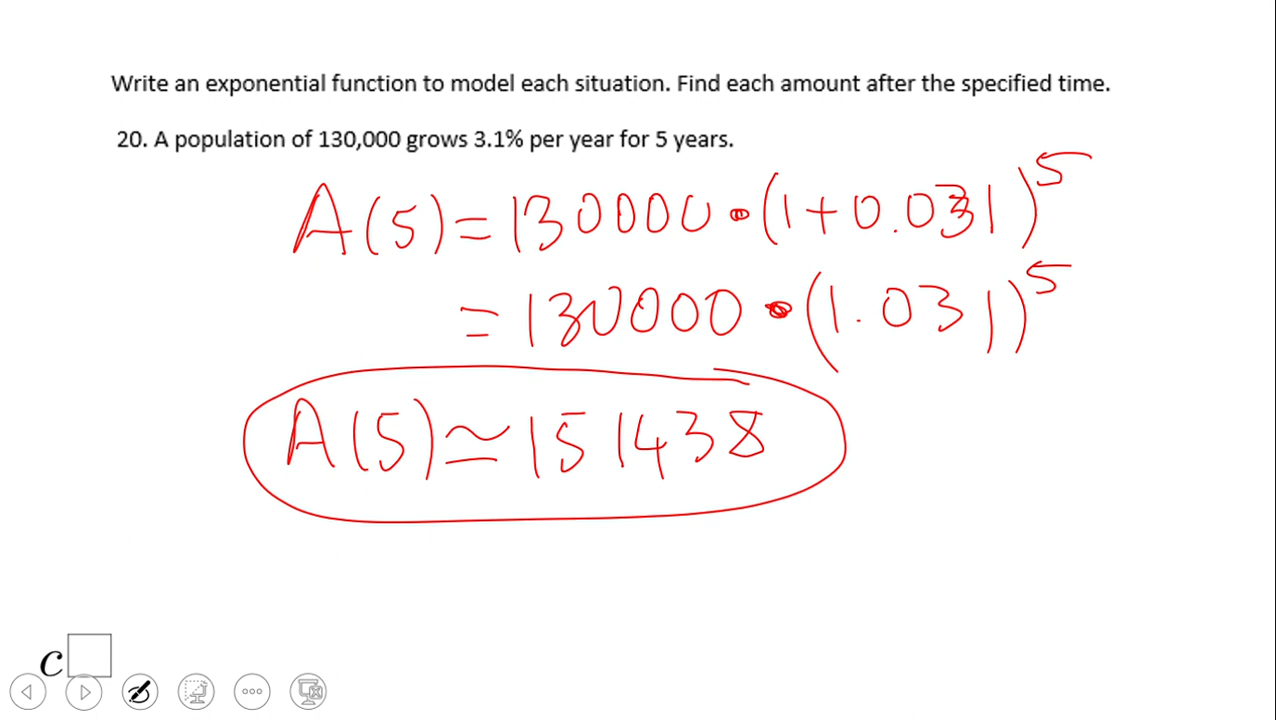 Write an exponential function to model each situation. Find each amount after the specified time.
20. A population of 130,000 grows 3.1% per year for 5 years.
A(5)=130000•(1+0.031)⁵
=130000•(1.031)⁵
A(5)≃151438
c